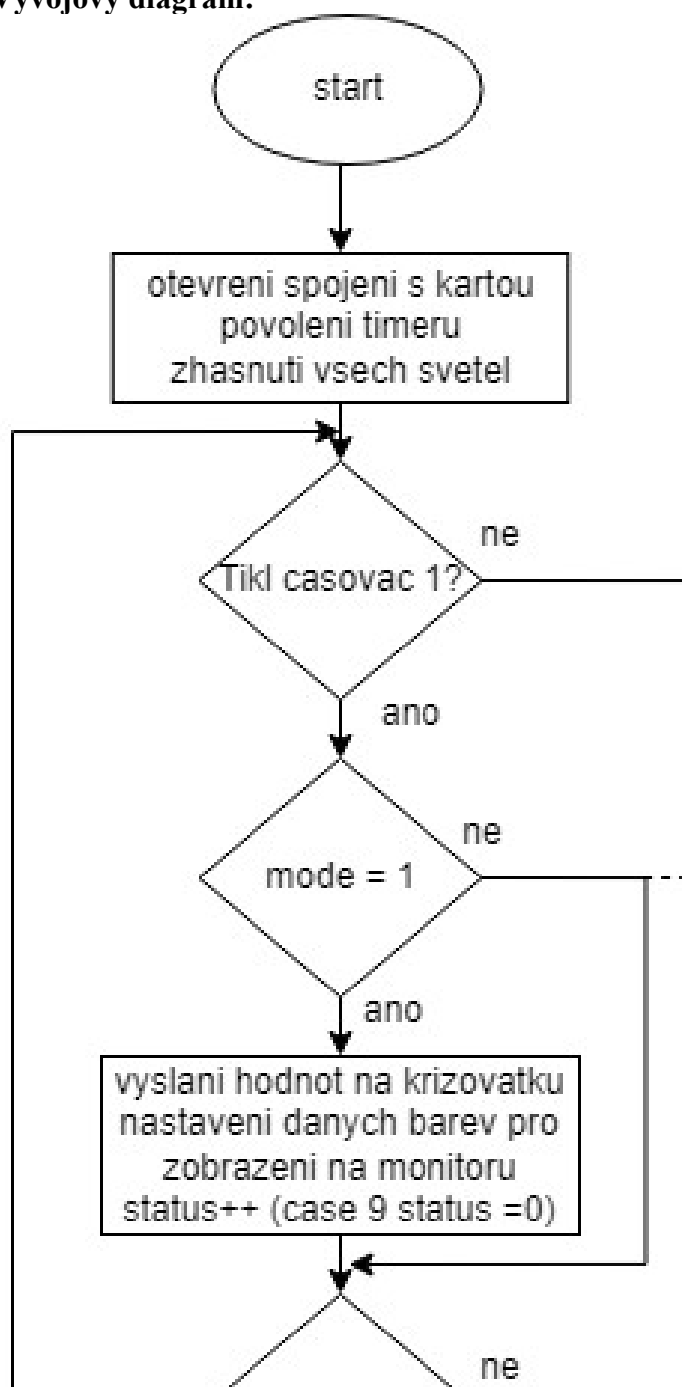 Vývojový diagram:
start
otevreni spojeni s kartou
povoleni timeru
zhasnuti vsech svetel
ne
Tikl casovac 1?
ano
ne
mode = 1
ano
vyslani hodnot na krizovatku
nastaveni danych barev pro
zobrazeni na monitoru
status++ (case 9 status =0)
ne